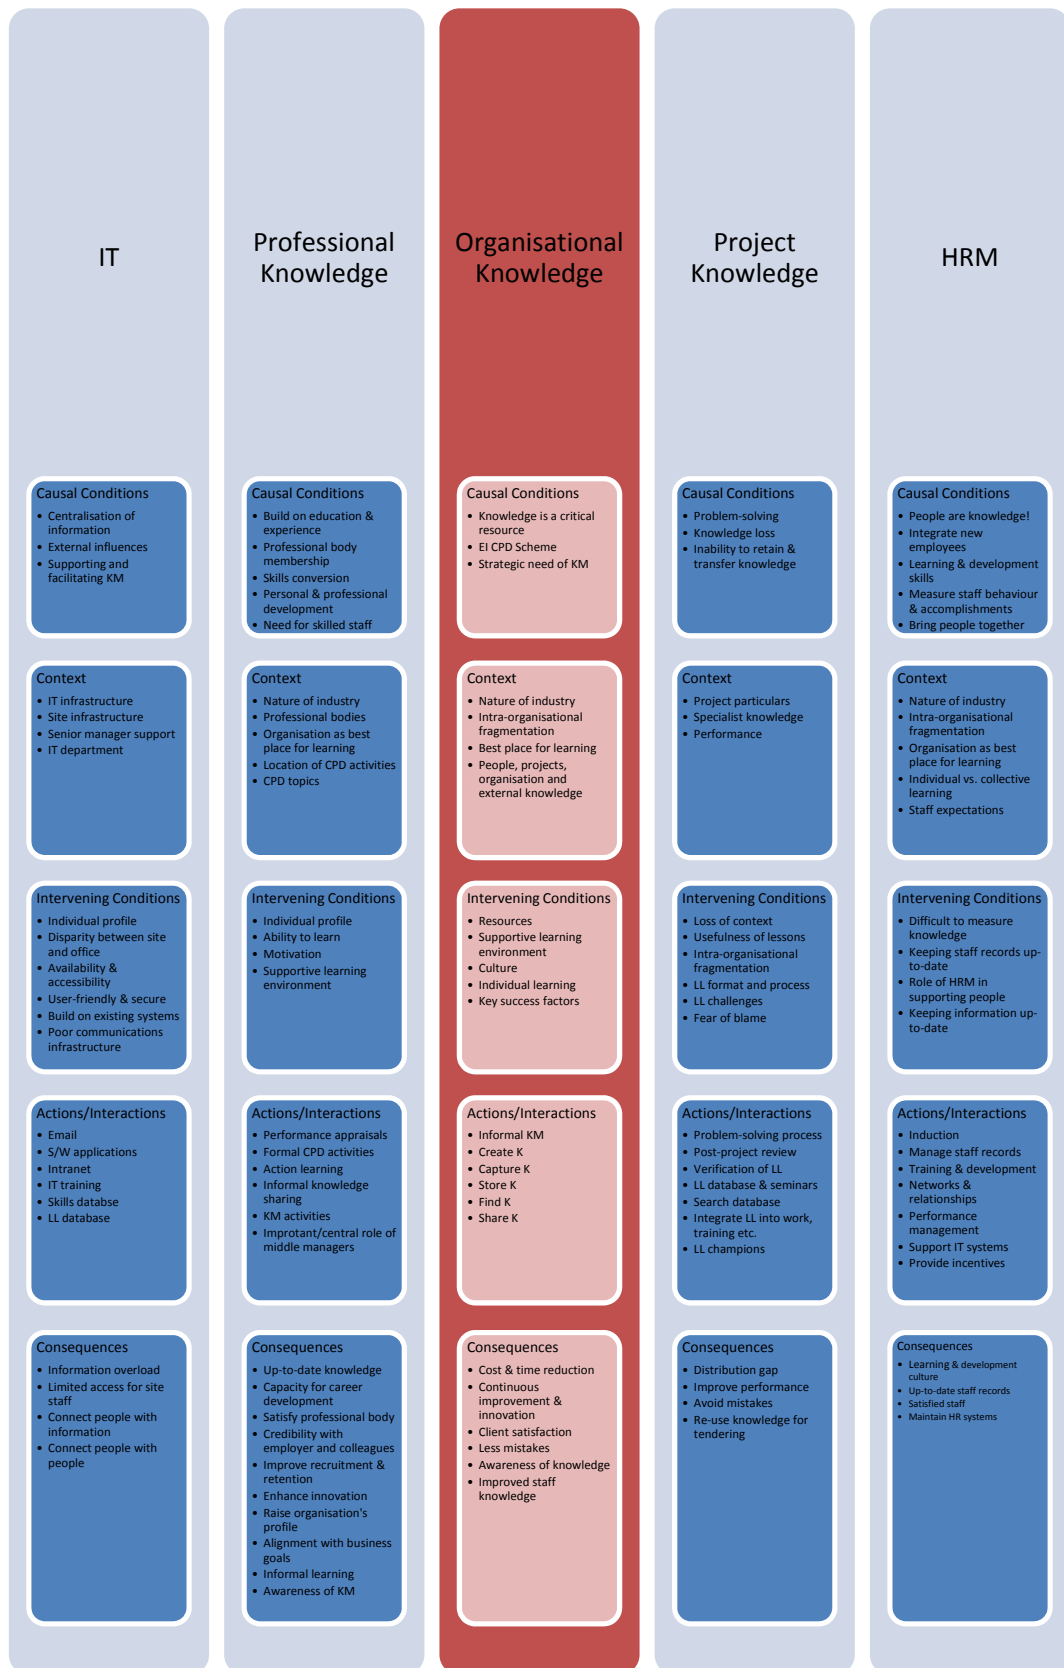 IT
Causal Conditions
• Centralisation of
information
• External influences
• Supporting and
facilitating KM
Context
• IT infrastructure
• Site infrastructure
• Senior manager support
• IT department
Intervening Conditions
• Individual profile
• Disparity between site
and office
• Availability &
accessibility
• User-friendly & secure
• Build on existing systems
• Poor communications
infrastructure
Actions/Interactions
• Email
• S/W applications
• Intranet
• IT training
• Skills databse
• LL database
Consequences
• Information overload
• Limited access for site
staff
• Connect people with
information
• Connect people with
people
Professional
Knowledge
Causal Conditions
• Build on education &
experience
• Professional body
membership
• Skills conversion
• Personal & professional
development
• Need for skilled staff
Context
• Nature of industry
• Professional bodies
• Organisation as best
place for learning
• Location of CPD activities
• CPD topics
Intervening Conditions
• Individual profile
• Ability to learn
• Motivation
• Supportive learning
environment
Actions/Interactions
• Performance appraisals
• Formal CPD activities
• Action learning
• Informal knowledge
sharing
• KM activities
• Improtant/central role of
middle managers
Consequences
• Up-to-date knowledge
• Capacity for career
development
• Satisfy professional body
• Credibility with
employer and colleagues
• Improve recruitment &
retention
• Enhance innovation
• Raise organisation's
profile
• Alignment with business
goals
• Informal learning
• Awareness of KM
Organisational
Knowledge
Causal Conditions
• Knowledge is a critical
resource
• EI CPD Scheme
• Strategic need of KM
Context
• Nature of industry
• Intra-organisational
fragmentation
• Best place for learning
• People, projects,
organisation and
external knowledge
Intervening Conditions
• Resources
• Supportive learning
environment
• Culture
• Individual learning
• Key success factors
Actions/Interactions
• Informal KM
• Create K
• Capture K
• Store K
• Find K
• Share K
Consequences
• Cost & time reduction
• Continuous
improvement &
innovation
• Client satisfaction
• Less mistakes
• Awareness of knowledge
• Improved staff
knowledge
Project
Knowledge
Causal Conditions
• Problem-solving
• Knowledge loss
• Inability to retain &
transfer knowledge
Context
• Project particulars
• Specialist knowledge
• Performance
Intervening Conditions
• Loss of context
• Usefulness of lessons
• Intra-organisational
fragmentation
• LL format and process
• LL challenges
• Fear of blame
Actions/Interactions
• Problem-solving process
• Post-project review
• Verification of LL
• LL database & seminars
• Search database
• Integrate LL into work,
training etc.
• LL champions
Consequences
• Distribution gap
• Improve performance
• Avoid mistakes
• Re-use knowledge for
tendering
HRM
Causal Conditions
• People are knowledge!
• Integrate new
employees
• Learning & development
skills
• Measure staff behaviour
& accomplishments
• Bring people together
Context
• Nature of industry
• Intra-organisational
fragmentation
• Organisation as best
place for learning
• Individual vs. collective
learning
• Staff expectations
Intervening Conditions
• Difficult to measure
knowledge
• Keeping staff records up-
to-date
• Role of HRM in
supporting people
• Keeping information up-
to-date
Actions/Interactions
• Induction
• Manage staff records
• Training & development
• Networks &
relationships
• Performance
management
• Support IT systems
• Provide incentives
Consequences
• Learning & development
culture
• Up-to-date staff records
• Satisfied staff
• Maintain HR systems